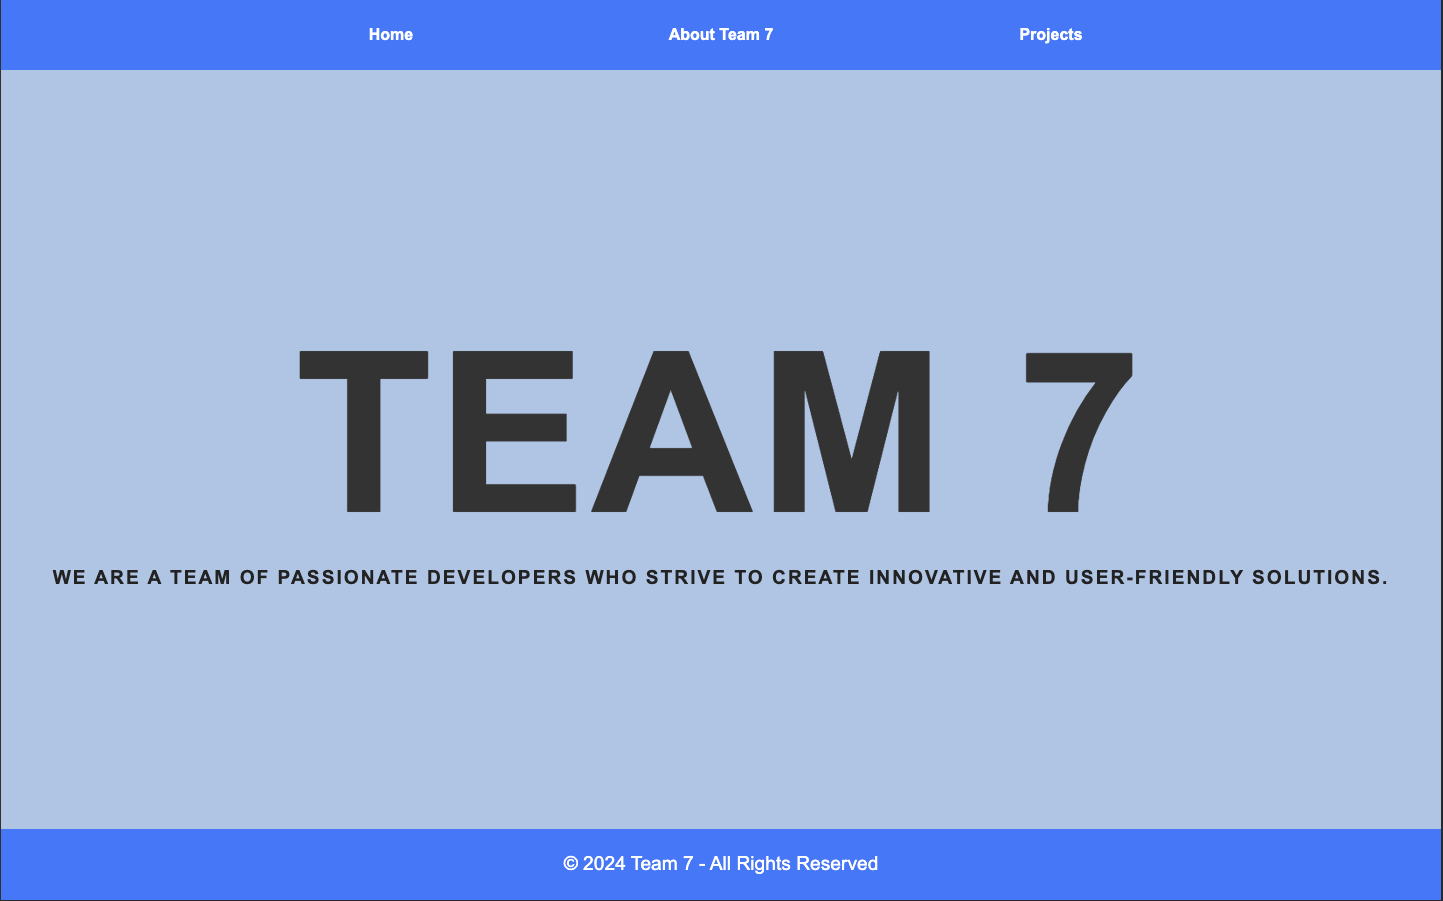 Home About Team 7 Projects
TEAM 7
WE ARE A TEAM OF PASSIONATE DEVELOPERS WHO STRIVE TO CREATE INNOVATIVE AND USER-FRIENDLY SOLUTIONS.
© 2024 Team 7 - All Rights Reserved